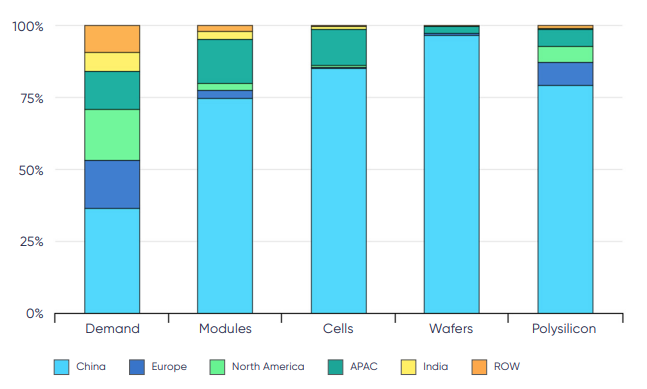 100%
75%
50%
25%
0%
Demand Modules Cells Wafers Polysilicon
China Europe North America APAC India ROW